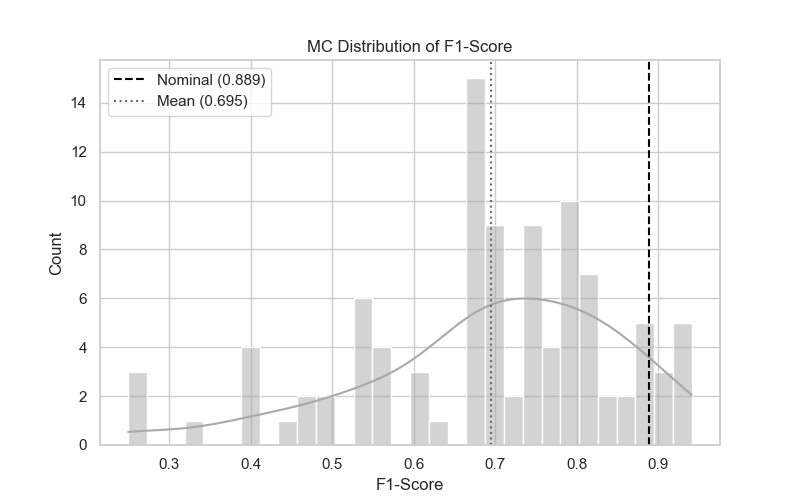 MC Distribution of F1-Score
Nominal (0.889)
Mean (0.695)
Count
14
12
10
8
6
4
2
0
0.3 0.4 0.5 0.6 0.7 0.8 0.9
F1-Score